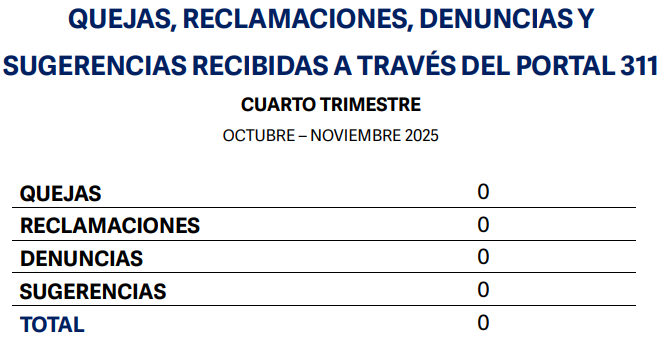 QUEJAS, RECLAMACIONES, DENUNCIAS Y
SUGERENCIAS RECIBIDAS A TRAVÉS DEL PORTAL 311
CUARTO TRIMESTRE
OCTUBRE – NOVIEMBRE 2025
QUEJAS 0
RECLAMACIONES 0
DENUNCIAS 0
SUGERENCIAS 0
TOTAL 0